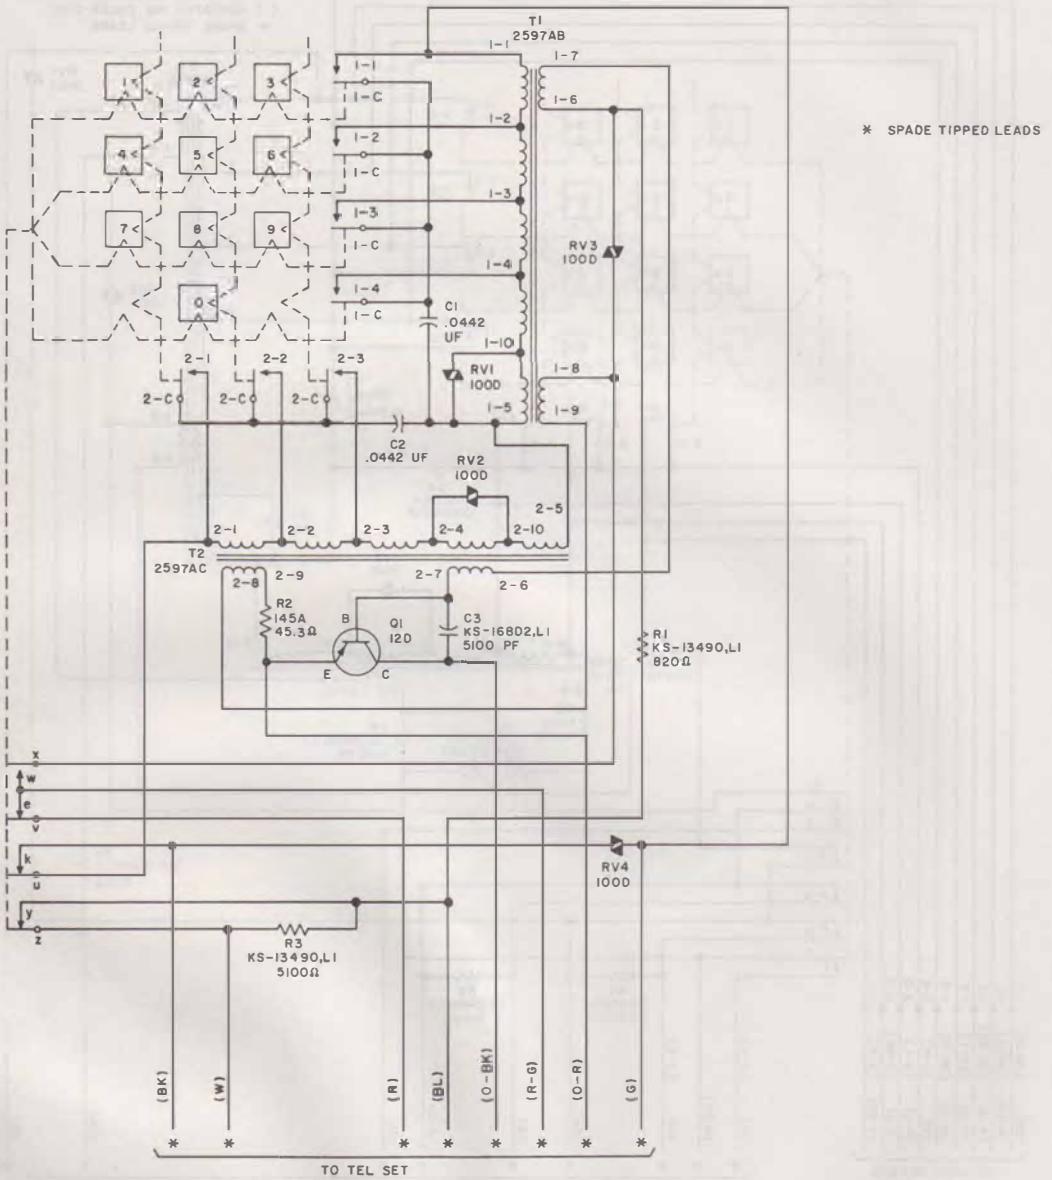 T1
2597AB
1-1
1-7
1 2 3
1-1
1-C
1-6
1-2
1-2
1-C
* SPADE TIPPED LEADS
4 5 6
1-3
1-3
1-C
7 8 9
RV3
100D
1-4
1-4
1-C
0
C1
.0442
UF
1-10
2-1 2-2 2-3
RV1
100D
1-8
2-C 2-C 2-C
1-5
1-9
C2
.0442 UF
RV2
100D
2-5
2-1 2-2 2-3 2-4 2-10
T2
2597AC
2-8 2-9
2-7 2-6
R2
145A
45.3Ω
B
Q1
12D
E C
C3
KS-16802,L1
5100 PF
R1
KS-13490,L1
820Ω
x
w
e
v
k
u
RV4
100D
y
z
R3
KS-13490,L1
5100Ω
(BK) (W) (R) (BL) (O-BK) (R-G) (O-R) (G)
* * * * * * * *
TO TEL SET